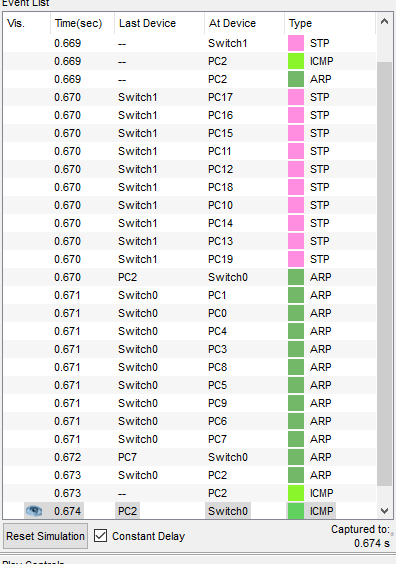 Event List
Vis. Time(sec) Last Device At Device Type
0.669 -- Switch1 STP
0.669 -- PC2 ICMP
0.669 -- PC2 ARP
0.670 Switch1 PC17 STP
0.670 Switch1 PC16 STP
0.670 Switch1 PC15 STP
0.670 Switch1 PC11 STP
0.670 Switch1 PC12 STP
0.670 Switch1 PC18 STP
0.670 Switch1 PC10 STP
0.670 Switch1 PC14 STP
0.670 Switch1 PC13 STP
0.670 Switch1 PC19 STP
0.670 PC2 Switch0 ARP
0.671 Switch0 PC1 ARP
0.671 Switch0 PC0 ARP
0.671 Switch0 PC4 ARP
0.671 Switch0 PC3 ARP
0.671 Switch0 PC8 ARP
0.671 Switch0 PC5 ARP
0.671 Switch0 PC9 ARP
0.671 Switch0 PC6 ARP
0.671 Switch0 PC7 ARP
0.672 PC7 Switch0 ARP
0.673 Switch0 PC2 ARP
0.673 -- PC2 ICMP
0.674 PC2 Switch0 ICMP
Reset Simulation Constant Delay Captured to:
0.674 s
Play Controls